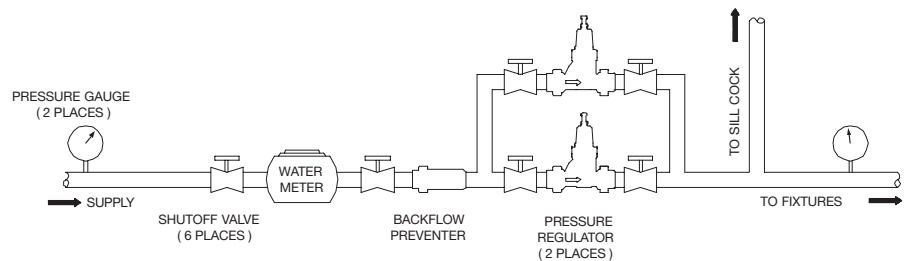 PRESSURE GAUGE
( 2 PLACES )
TO SILL COCK
WATER
METER
SUPPLY
SHUTOFF VALVE
( 6 PLACES )
BACKFLOW
PREVENTER
PRESSURE
REGULATOR
( 2 PLACES )
TO FIXTURES